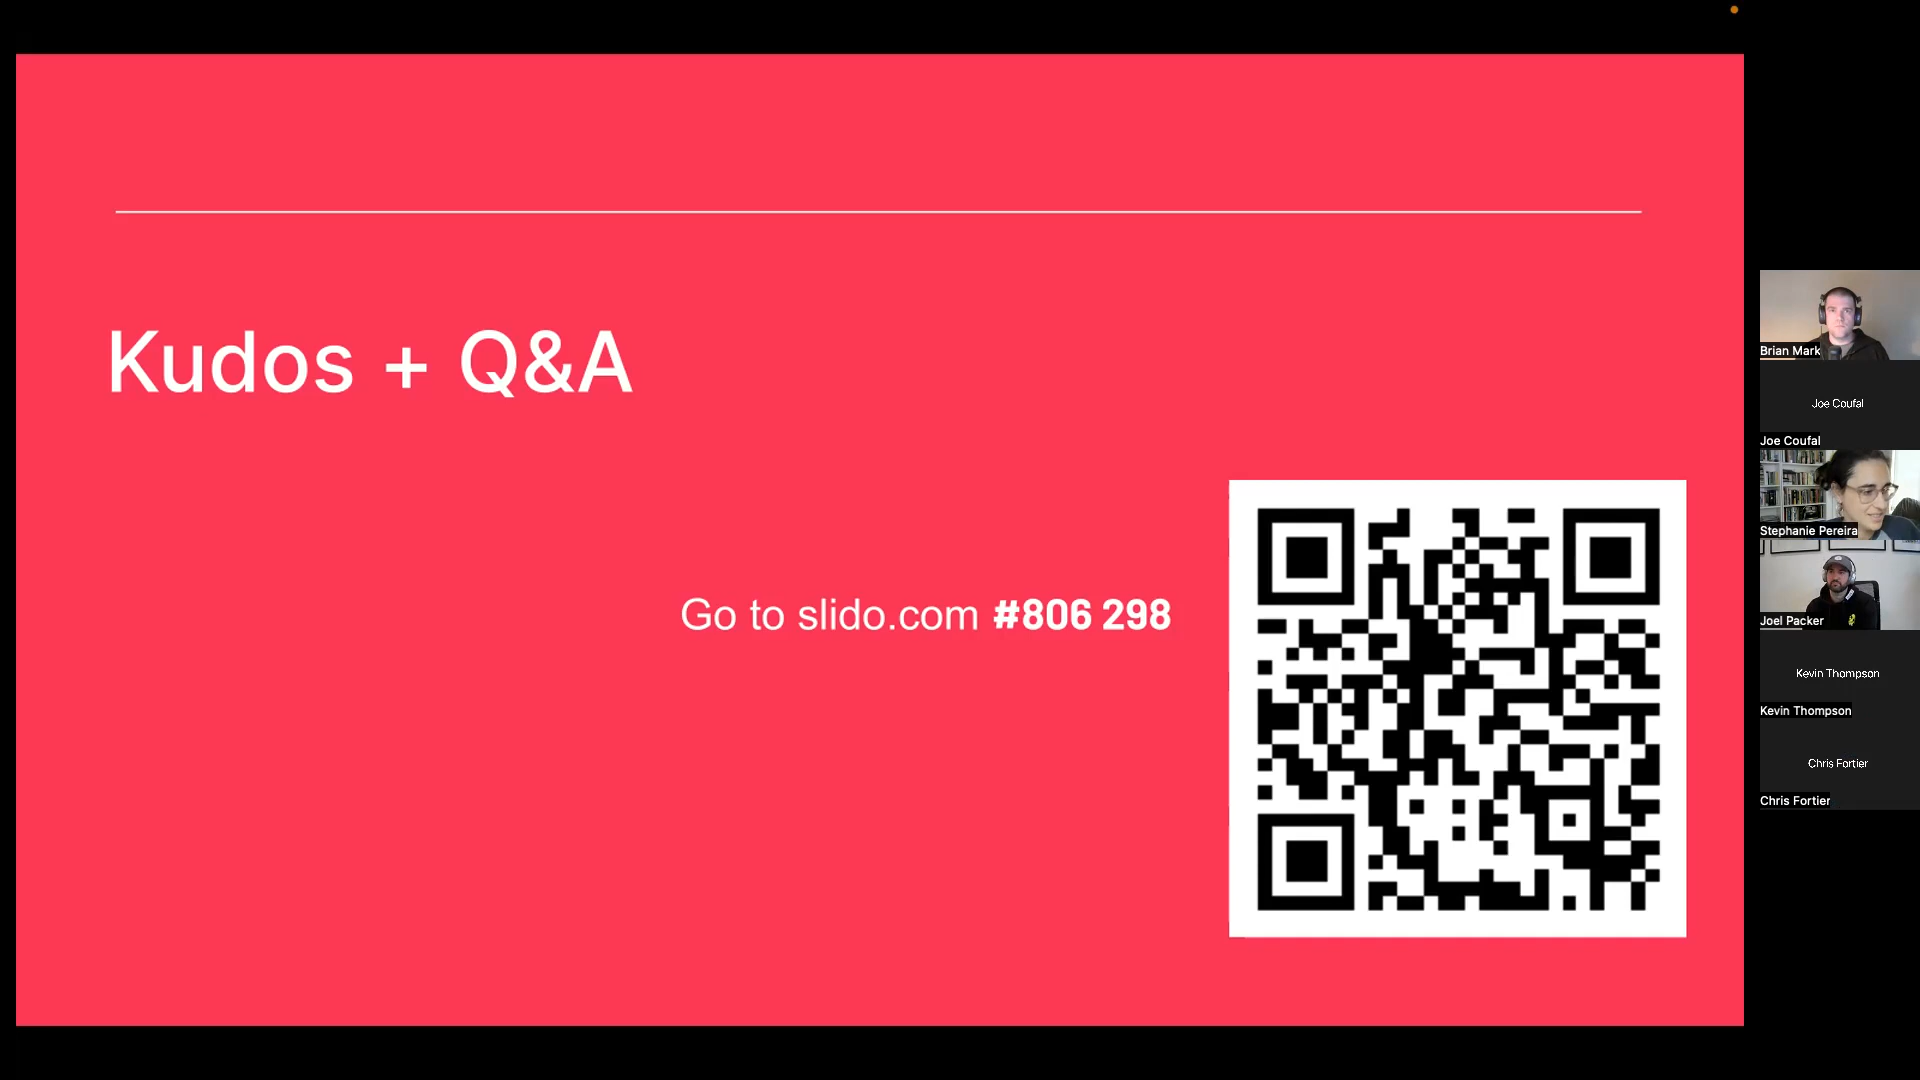 Kudos + Q&A
Go to slido.com #806 298
Brian Mark
Joe Coufal
Joe Coufal
Stephanie Pereira
Joel Packer
Kevin Thompson
Kevin Thompson
Chris Fortier
Chris Fortier